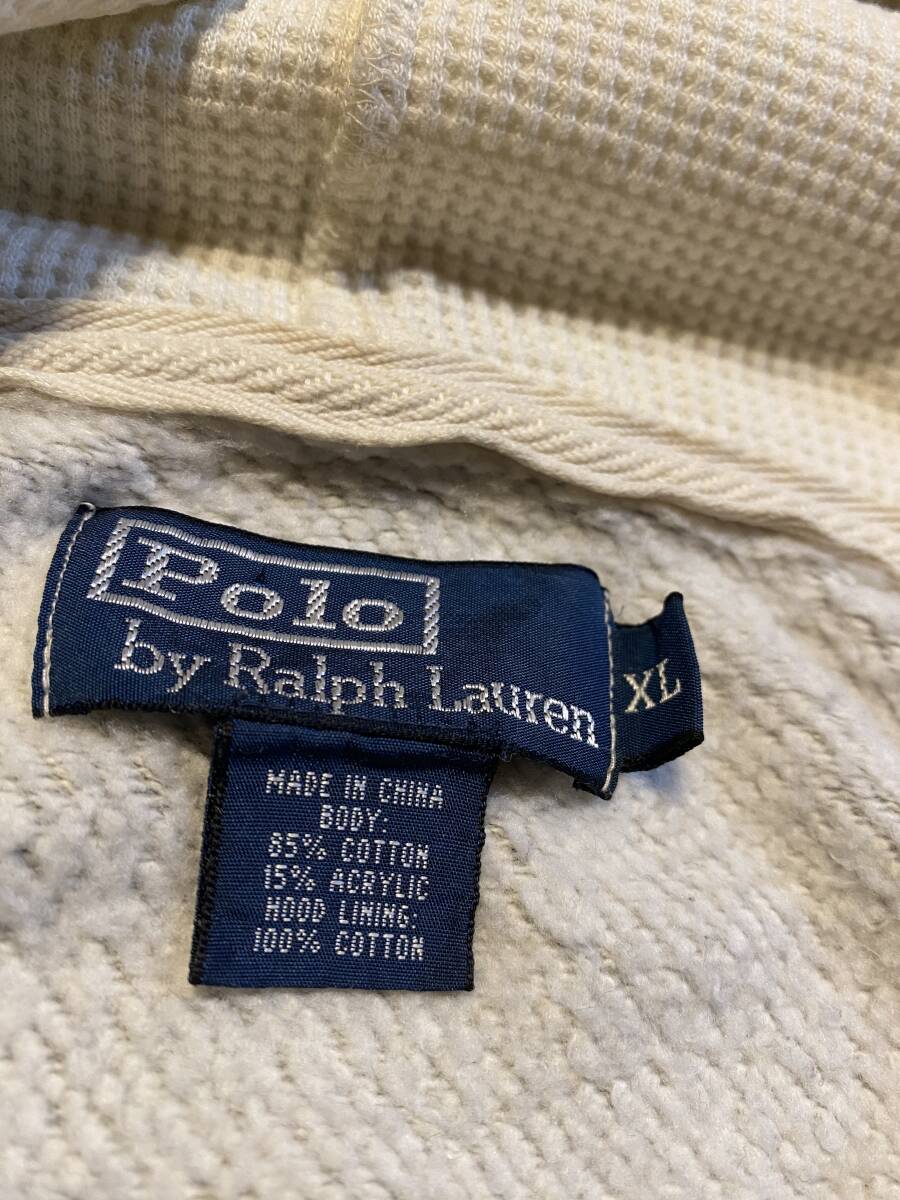 Polo
by Ralph Lauren
XL
MADE IN CHINA
BODY:
85% COTTON
15% ACRYLIC
HOOD LINING:
100% COTTON